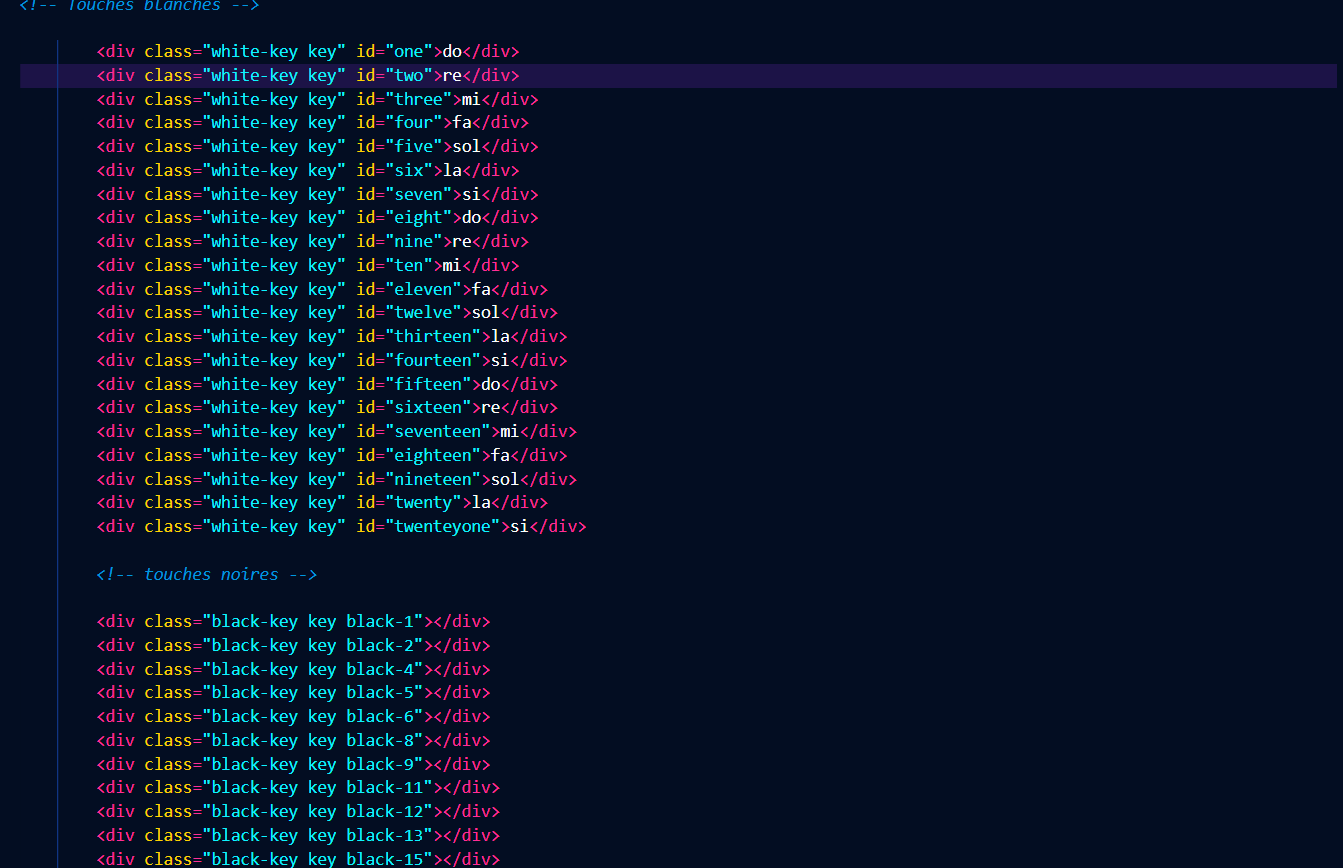 <!-- Touches blanches -->
<div class="white-key key" id="one">do</div>
<div class="white-key key" id="two">re</div>
<div class="white-key key" id="three">mi</div>
<div class="white-key key" id="four">fa</div>
<div class="white-key key" id="five">sol</div>
<div class="white-key key" id="six">la</div>
<div class="white-key key" id="seven">si</div>
<div class="white-key key" id="eight">do</div>
<div class="white-key key" id="nine">re</div>
<div class="white-key key" id="ten">mi</div>
<div class="white-key key" id="eleven">fa</div>
<div class="white-key key" id="twelve">sol</div>
<div class="white-key key" id="thirteen">la</div>
<div class="white-key key" id="fourteen">si</div>
<div class="white-key key" id="fifteen">do</div>
<div class="white-key key" id="sixteen">re</div>
<div class="white-key key" id="seventeen">mi</div>
<div class="white-key key" id="eighteen">fa</div>
<div class="white-key key" id="nineteen">sol</div>
<div class="white-key key" id="twenty">la</div>
<div class="white-key key" id="twenteyone">si</div>
<!-- touches noires -->
<div class="black-key key black-1"></div>
<div class="black-key key black-2"></div>
<div class="black-key key black-4"></div>
<div class="black-key key black-5"></div>
<div class="black-key key black-6"></div>
<div class="black-key key black-8"></div>
<div class="black-key key black-9"></div>
<div class="black-key key black-11"></div>
<div class="black-key key black-12"></div>
<div class="black-key key black-13"></div>
<div class="black-key key black-15"></div>